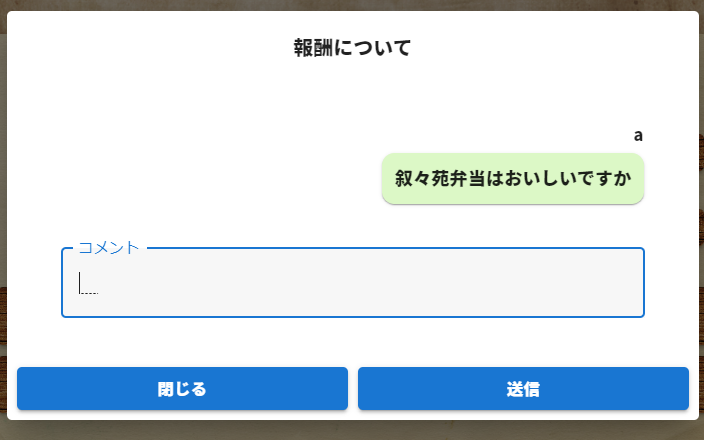 報酬について
a
叙々苑弁当はおいしいですか
コメント
閉じる
送信